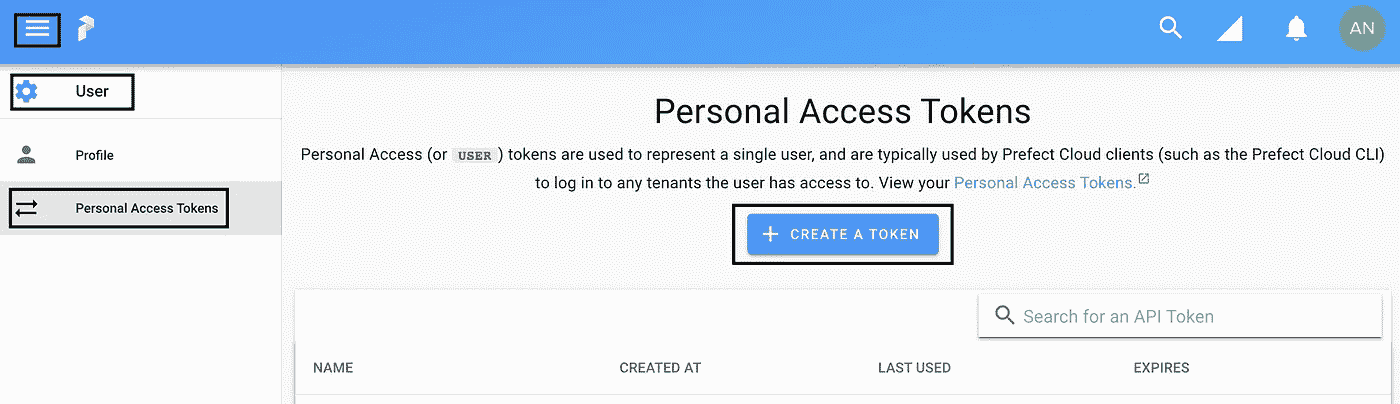 AN
User
Profile
Personal Access Tokens
Personal Access Tokens
Personal Access (or USER) tokens are used to represent a single user, and are typically used by Prefect Cloud clients (such as the Prefect Cloud CLI)
to log in to any tenants the user has access to. View your Personal Access Tokens.
+ CREATE A TOKEN
Search for an API Token
NAME CREATED AT LAST USED EXPIRES